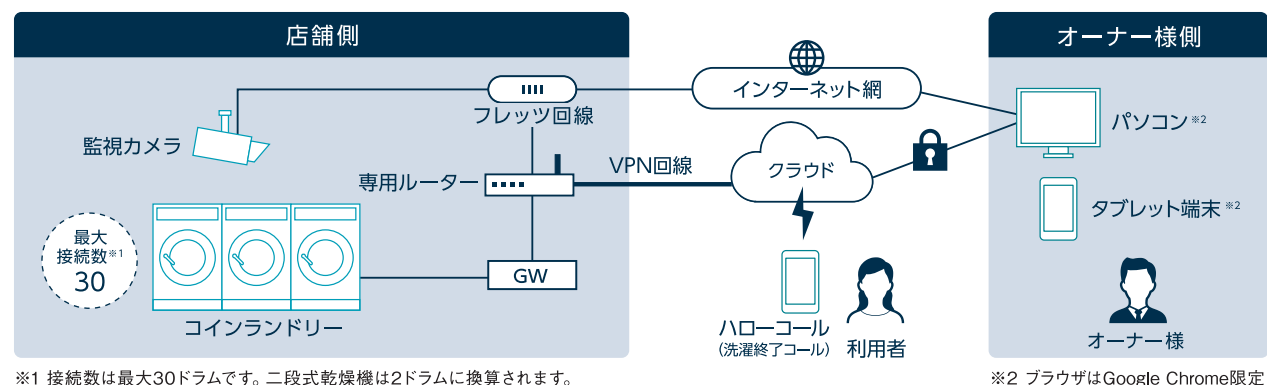 店舗側
オーナー様側
インターネット網
フレッツ回線
監視カメラ
パソコン※2
VPN回線
クラウド
専用ルーター
タブレット端末※2
最大
接続数※1
30
GW
コインランドリー
ハローコール
(洗濯終了コール)
利用者
オーナー様
※1 接続数は最大30ドラムです。二段式乾燥機は2ドラムに換算されます。
※2 ブラウザはGoogle Chrome限定